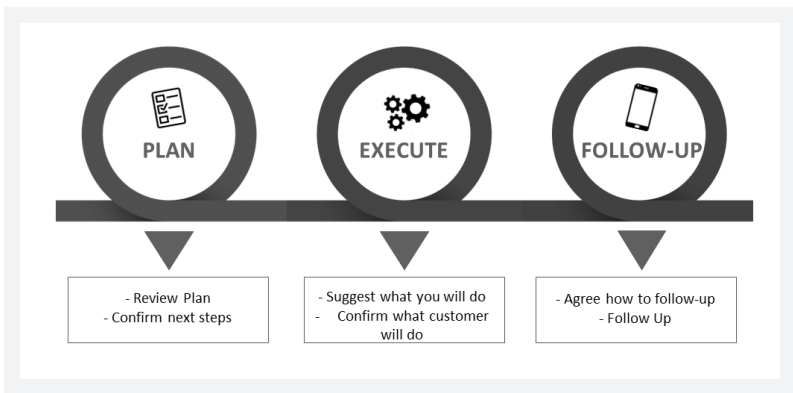 PLAN
EXECUTE
FOLLOW-UP
- Review Plan
- Confirm next steps
- Suggest what you will do
- Confirm what customer
will do
- Agree how to follow-up
- Follow Up